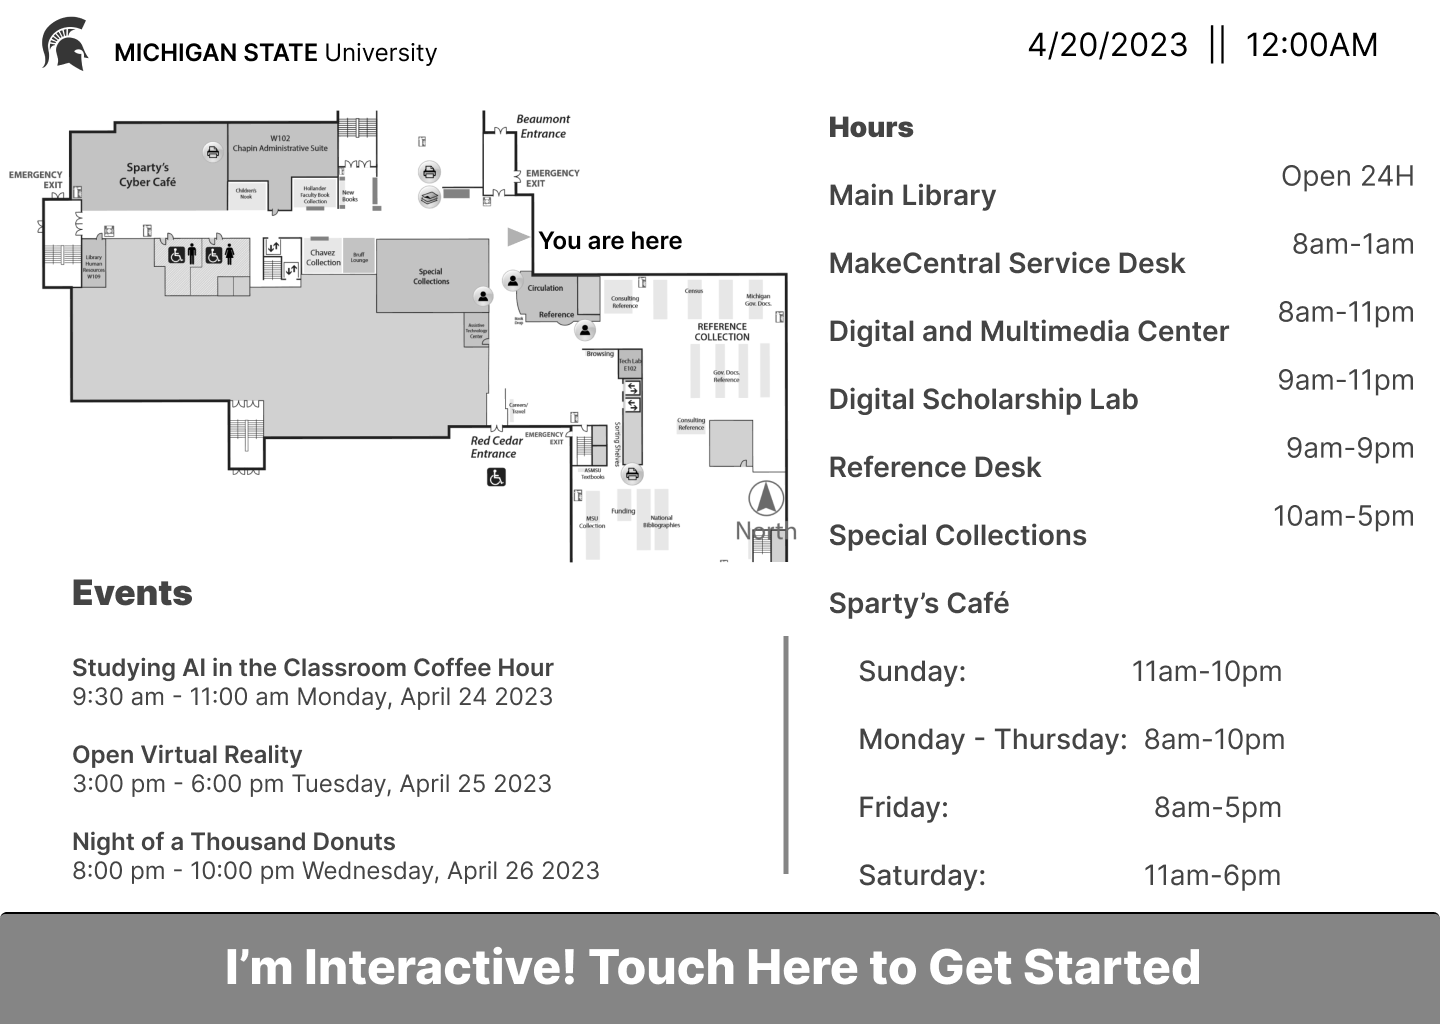 MICHIGAN STATE University
4/20/2023 || 12:00AM
Beaumont
Entrance
W102
Chapin Administrative Suite
Sparty's
Cyber Café
EMERGENCY
EXIT
EMERGENCY
EXIT
Children's
Nook
Hollander
Faculty Book
Collection
New
Books
You are here
Library
Human
Resources
W109
Chavez
Collection
Bruff
Lounge
Special
Collections
Circulation
Reference
Book
Drop
Consulting
Reference
Census
Michigan
Gov. Docs.
Assistive
Technology
Center
REFERENCE
COLLECTION
Browsing
Tech Lab
E102
Gov. Docs.
Reference
Careers/
Travel
Consulting
Reference
Sorting Shelves
Red Cedar
Entrance
EMERGENCY
EXIT
ASMSU
Textbooks
MSU
Collection
Funding
National
Bibliographies
North
Hours
Main Library
Open 24H
MakeCentral Service Desk
8am-1am
Digital and Multimedia Center
8am-11pm
Digital Scholarship Lab
9am-11pm
Reference Desk
9am-9pm
Special Collections
10am-5pm
Sparty’s Café
Sunday: 11am-10pm
Monday - Thursday: 8am-10pm
Friday: 8am-5pm
Saturday: 11am-6pm
Events
Studying AI in the Classroom Coffee Hour
9:30 am - 11:00 am Monday, April 24 2023
Open Virtual Reality
3:00 pm - 6:00 pm Tuesday, April 25 2023
Night of a Thousand Donuts
8:00 pm - 10:00 pm Wednesday, April 26 2023
I’m Interactive! Touch Here to Get Started